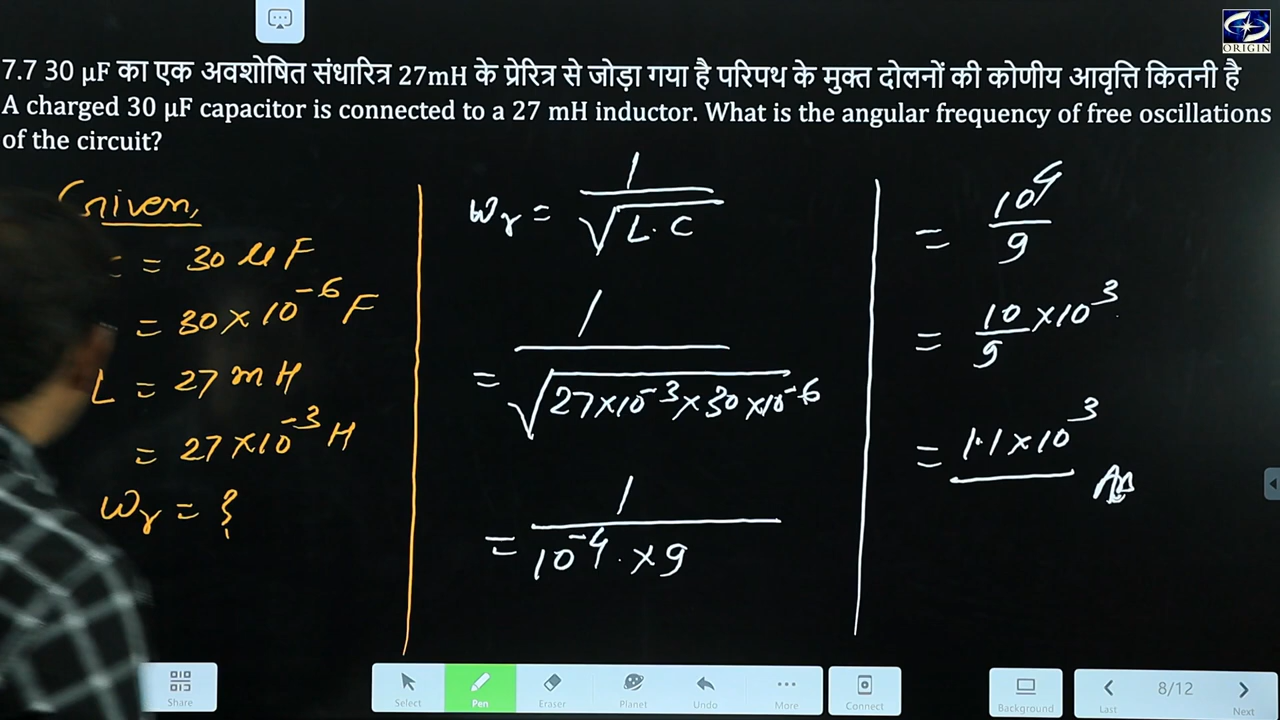 ORIGIN
7.7 30 μF का एक अवशोषित संधारित्र 27mH के प्रेरित्र से जोड़ा गया है परिपथ के मुक्त दोलनों की कोणीय आवृत्ति कितनी है
A charged 30 μF capacitor is connected to a 27 mH inductor. What is the angular frequency of free oscillations
of the circuit?
Given,
= 30 μF
= 30 × 10⁻⁶ F
L = 27 mH
= 27 × 10⁻³ H
ωr = ?
ωr = 1 / √(L·C)
= 1 / √(27×10⁻³×30×10⁻⁶)
= 1 / (10⁻⁴ × 9)
= 10⁴ / 9
= 10/9 × 10³
= 1.1 × 10³ Ans
Share
Select
Pen
Eraser
Planet
Undo
More
Connect
Background
Last
8/12
Next